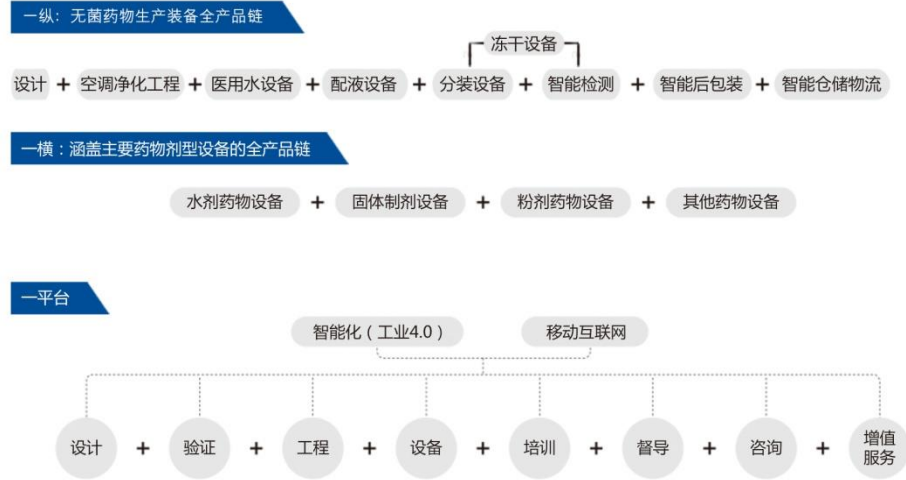 一纵：无菌药物生产装备全产品链
冻干设备
设计 + 空调净化工程 + 医用水设备 + 配液设备 + 分装设备 + 智能检测 + 智能后包装 + 智能仓储物流
一横：涵盖主要药物剂型设备的全产品链
水剂药物设备 + 固体制剂设备 + 粉剂药物设备 + 其他药物设备
一平台
智能化（工业4.0） 移动互联网
设计 + 验证 + 工程 + 设备 + 培训 + 督导 + 咨询 + 增值
服务